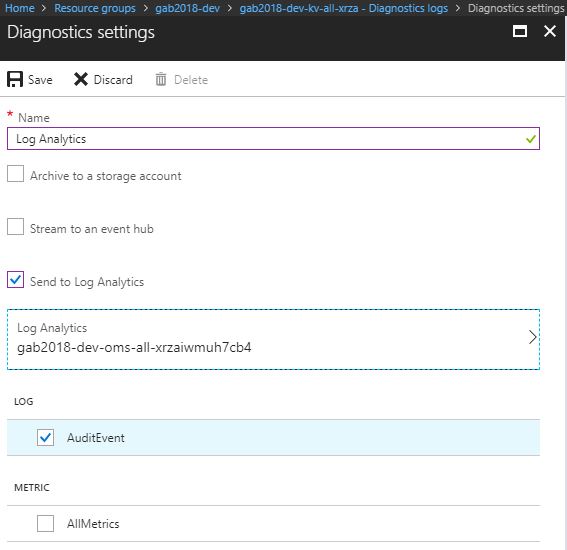 Home > Resource groups > gab2018-dev > gab2018-dev-kv-all-xrza - Diagnostics logs > Diagnostics settings
Diagnostics settings
Save Discard Delete
* Name
Log Analytics
Archive to a storage account
Stream to an event hub
Send to Log Analytics
Log Analytics
gab2018-dev-oms-all-xrzaiwmuh7cb4
LOG
AuditEvent
METRIC
AllMetrics